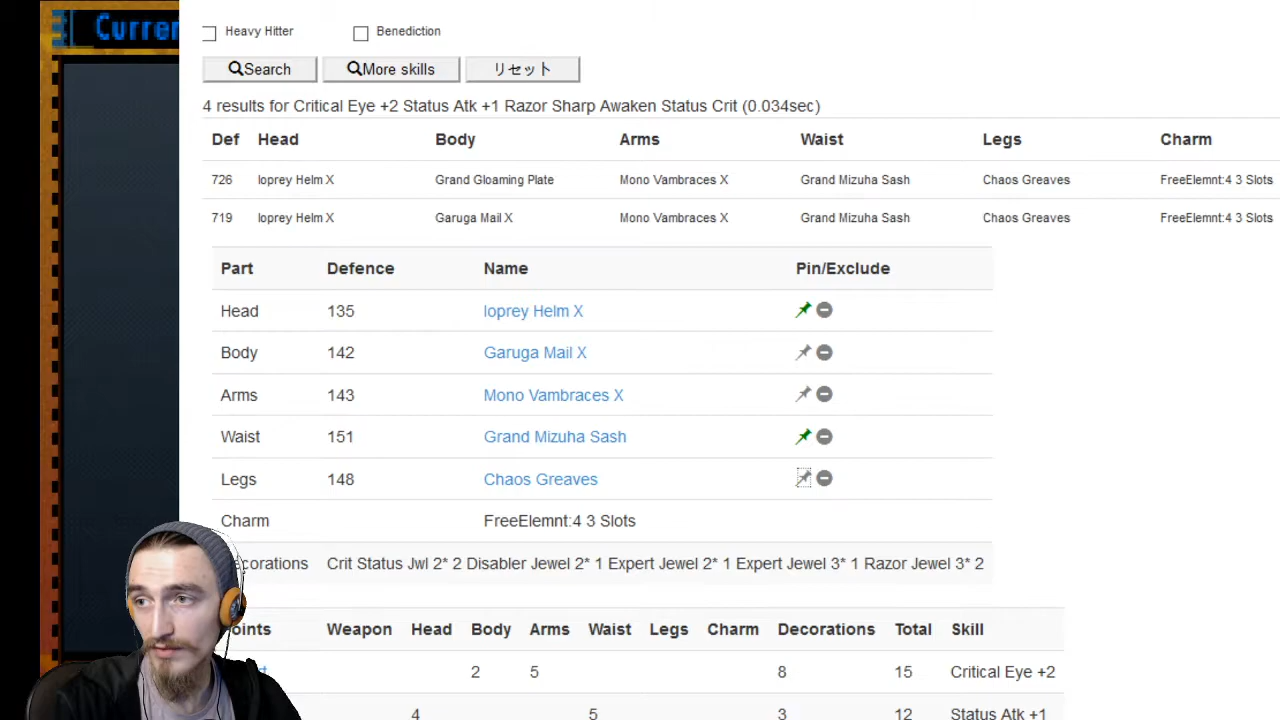 Curren
Heavy Hitter Benediction
Search More skills リセット
4 results for Critical Eye +2 Status Atk +1 Razor Sharp Awaken Status Crit (0.034sec)
Def Head Body Arms Waist Legs Charm
726 Ioprey Helm X Grand Gloaming Plate Mono Vambraces X Grand Mizuha Sash Chaos Greaves FreeElemnt:4 3 Slots
719 Ioprey Helm X Garuga Mail X Mono Vambraces X Grand Mizuha Sash Chaos Greaves FreeElemnt:4 3 Slots
Part Defence Name Pin/Exclude
Head 135 Ioprey Helm X
Body 142 Garuga Mail X
Arms 143 Mono Vambraces X
Waist 151 Grand Mizuha Sash
Legs 148 Chaos Greaves
Charm FreeElemnt:4 3 Slots
ecorations Crit Status Jwl 2* 2 Disabler Jewel 2* 1 Expert Jewel 2* 1 Expert Jewel 3* 1 Razor Jewel 3* 2
oints Weapon Head Body Arms Waist Legs Charm Decorations Total Skill
2 5 8 15 Critical Eye +2
4 5 3 12 Status Atk +1